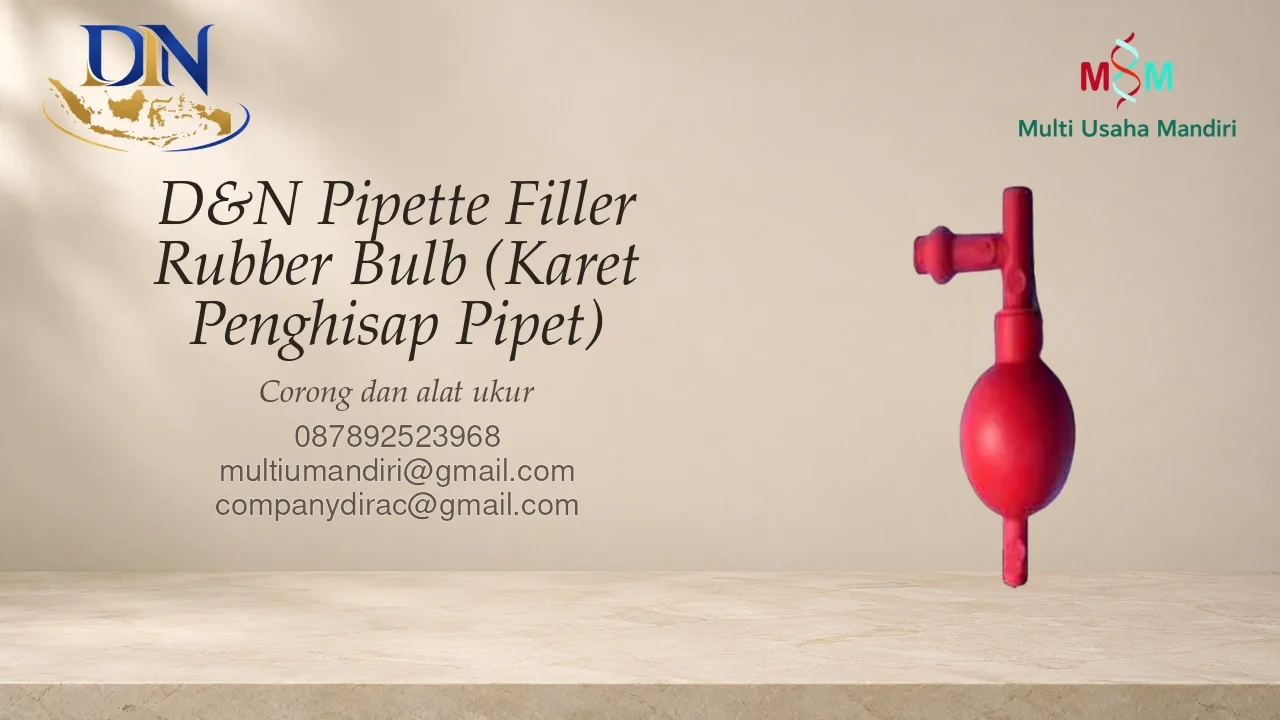 DN
M M
Multi Usaha Mandiri
D&N Pipette Filler
Rubber Bulb (Karet
Penghisap Pipet)
Corong dan alat ukur
087892523968
multiumandiri@gmail.com
companydirac@gmail.com